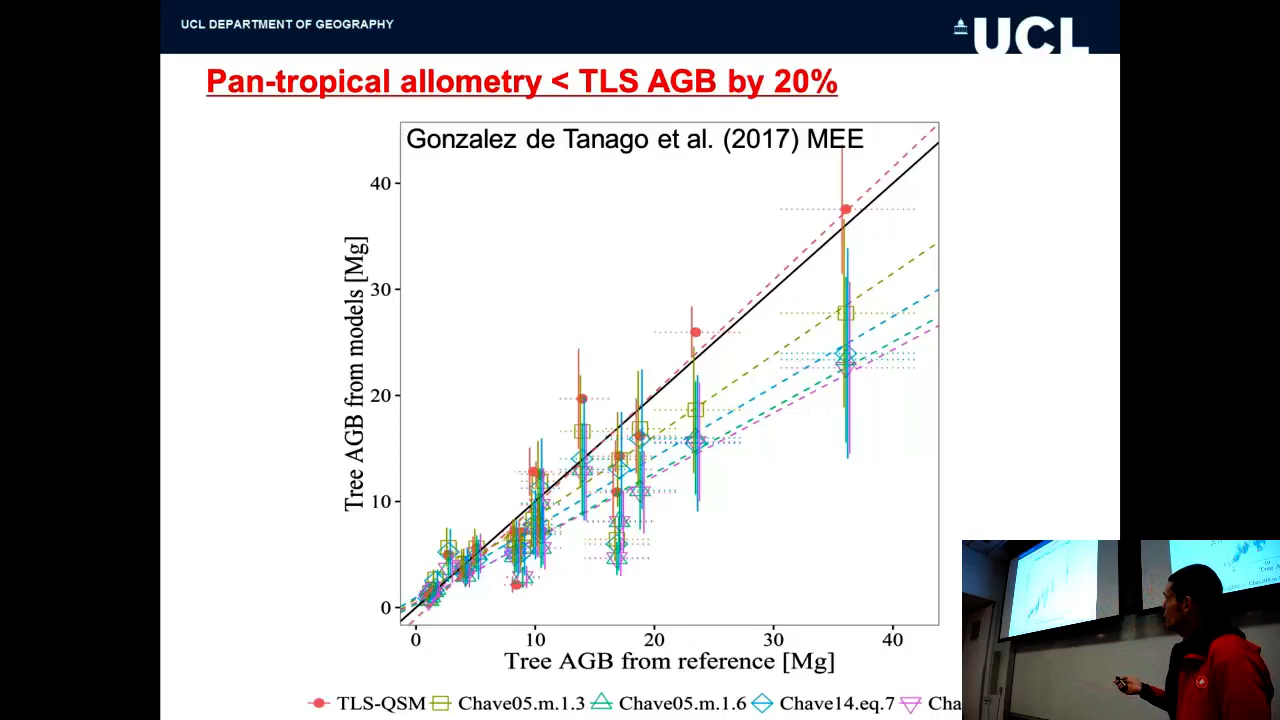 UCL DEPARTMENT OF GEOGRAPHY
UCL
Pan-tropical allometry < TLS AGB by 20%
Gonzalez de Tanago et al. (2017) MEE
Tree AGB from models [Mg]
40
30
20
10
0
0 10 20 30 40
Tree AGB from reference [Mg]
TLS-QSM Chave05.m.1.3 Chave05.m.1.6 Chave14.eq.7 Cha